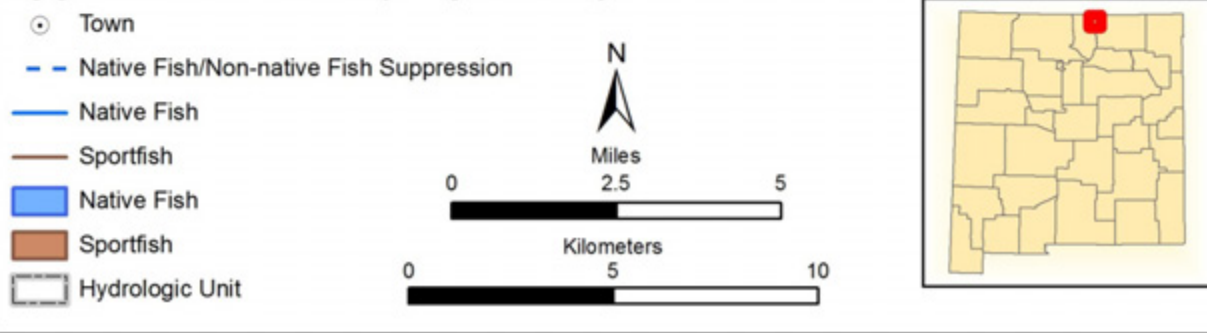 Town
Native Fish/Non-native Fish Suppression
Native Fish
Sportfish
Native Fish
Sportfish
Hydrologic Unit
N
Miles
0 2.5 5
Kilometers
0 5 10